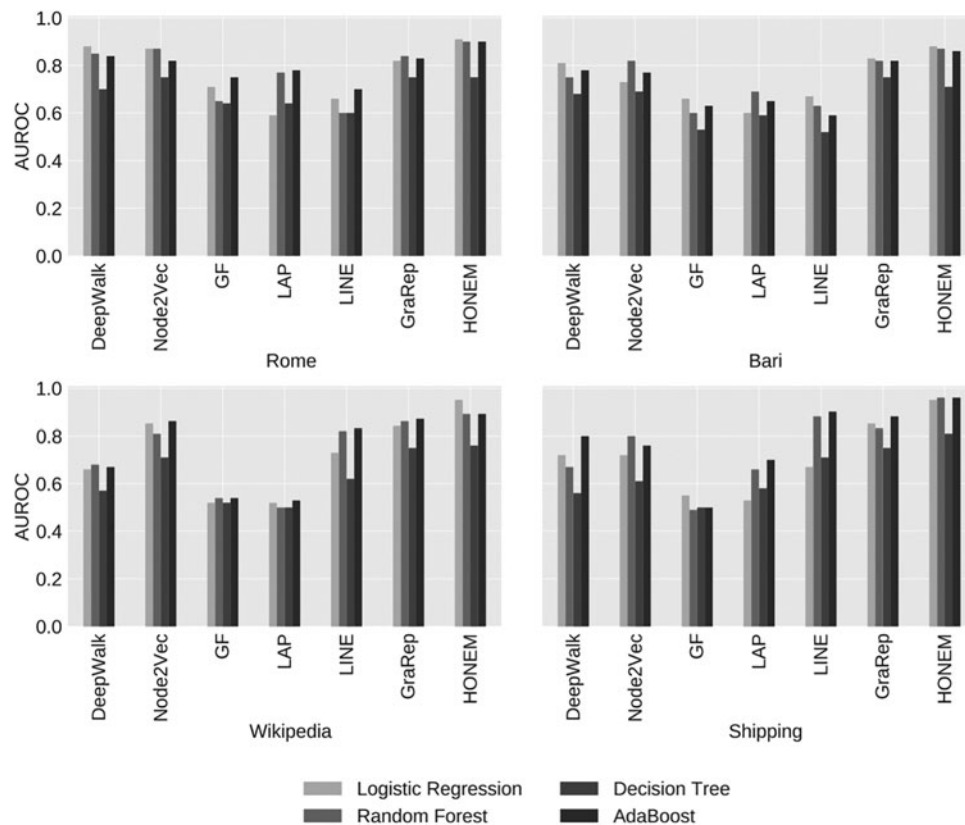 AUROC
1.0
0.8
0.6
0.4
0.2
0.0
DeepWalk
Node2Vec
GF
LAP
LINE
GraRep
HONEM
Rome
DeepWalk
Node2Vec
GF
LAP
LINE
GraRep
HONEM
Bari
AUROC
1.0
0.8
0.6
0.4
0.2
0.0
DeepWalk
Node2Vec
GF
LAP
LINE
GraRep
HONEM
Wikipedia
DeepWalk
Node2Vec
GF
LAP
LINE
GraRep
HONEM
Shipping
Logistic Regression
Random Forest
Decision Tree
AdaBoost